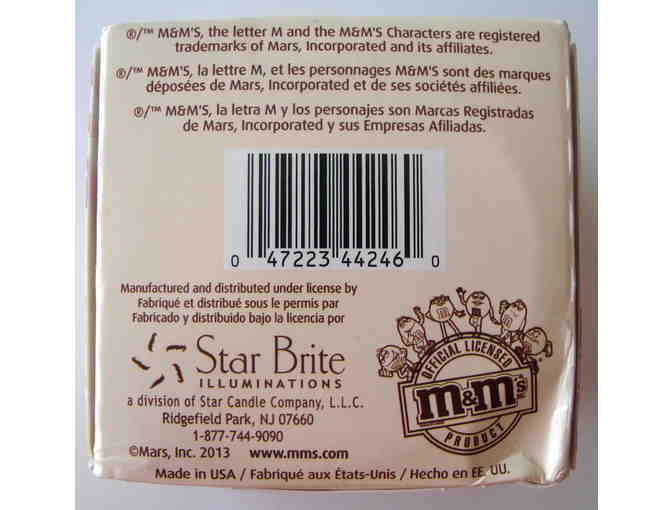 ®/™ M&M'S, the letter M and the M&M'S Characters are registered
trademarks of Mars, Incorporated and its affiliates.
®/™ M&M'S, la lettre M, et les personnages M&M'S sont des marques
déposées de Mars, Incorporated et de ses sociétés affiliées.
®/™ M&M'S, la letra M y los personajes son Marcas Registradas
de Mars, Incorporated y sus Empresas Afiliadas.
0 47223 44246 0
Manufactured and distributed under license by
Fabriqué et distribué sous le permis par
Fabricado y distribuido bajo la licencia por
Star Brite
ILLUMINATIONS
a division of Star Candle Company, L.L.C.
Ridgefield Park, NJ 07660
1-877-744-9090
©Mars, Inc. 2013 www.mms.com
OFFICIAL LICENSED
m&m's
PRODUCT
Made in USA / Fabriqué aux États-Unis / Hecho en EE. UU.